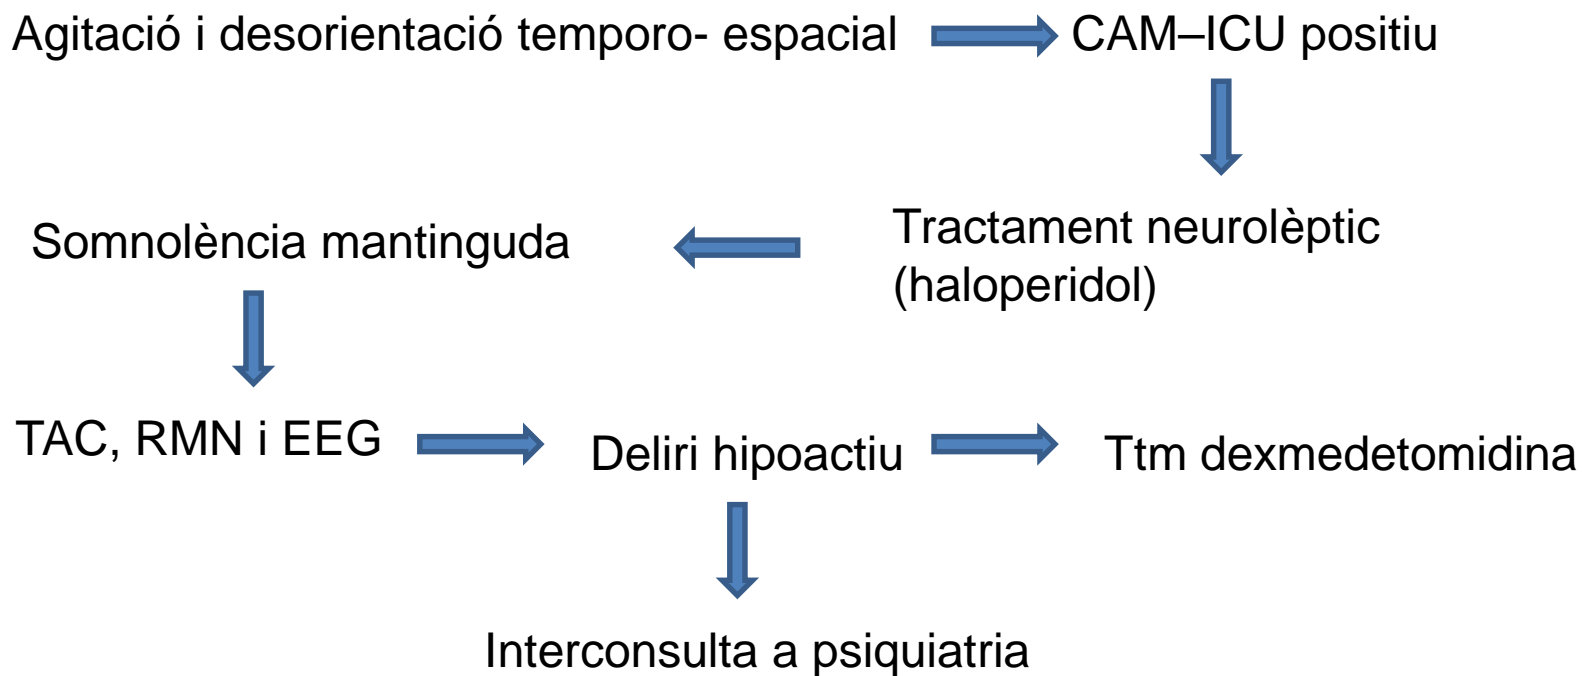 Agitació i desorientació temporo- espacial
CAM–ICU positiu
Tractament neurolèptic
(haloperidol)
Somnolència mantinguda
TAC, RMN i EEG
Deliri hipoactiu
Ttm dexmedetomidina
Interconsulta a psiquiatria